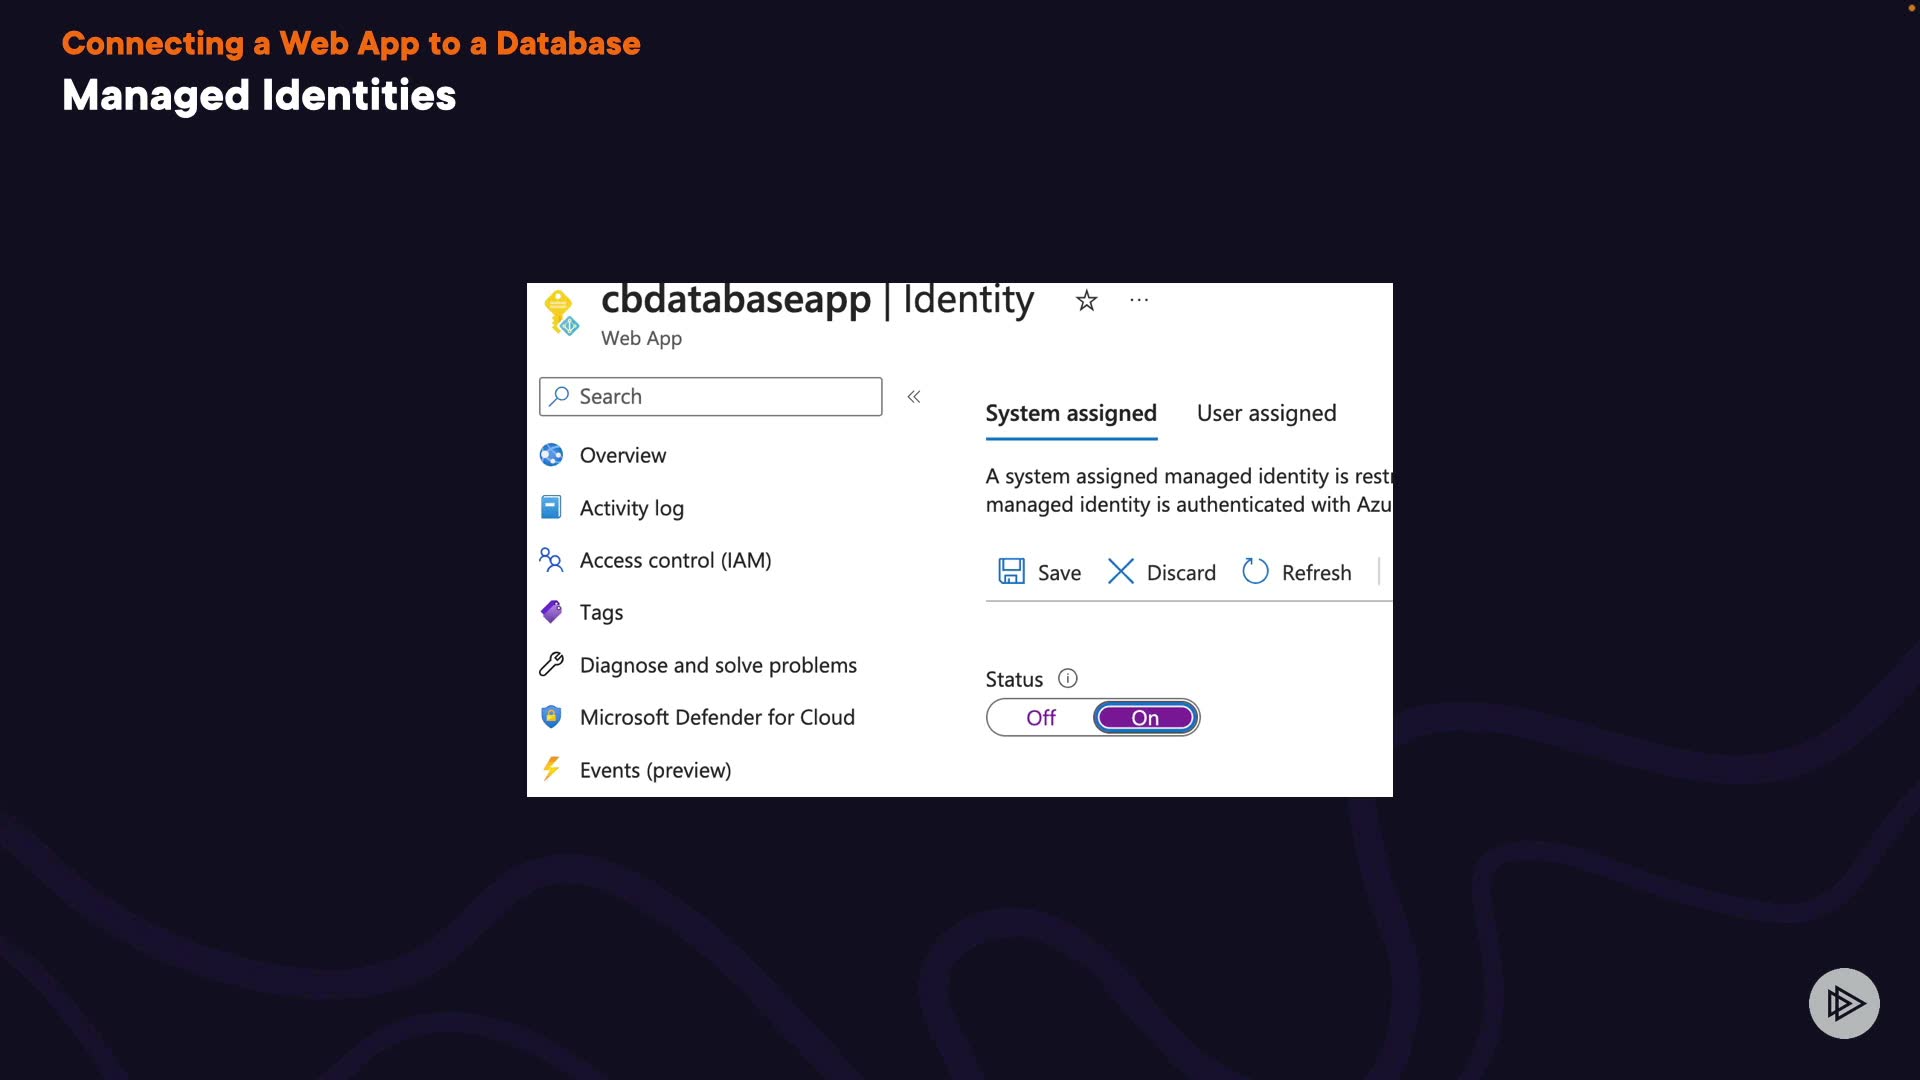 Connecting a Web App to a Database
Managed Identities
cbdatabaseapp | Identity
Web App
Search
Overview
Activity log
Access control (IAM)
Tags
Diagnose and solve problems
Microsoft Defender for Cloud
Events (preview)
System assigned User assigned
A system assigned managed identity is restr
managed identity is authenticated with Azu
Save Discard Refresh
Status
Off On